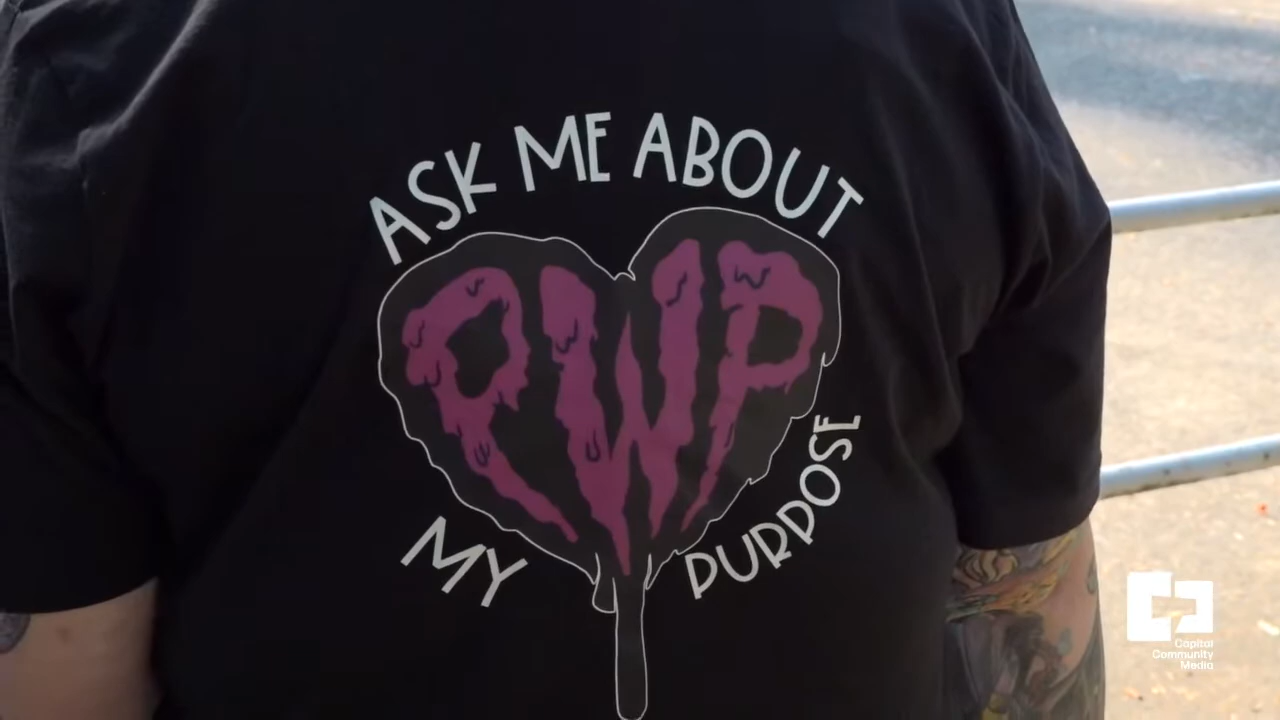 ASK ME ABOUT
PWP
MY PURPOSE
Capital
Community
Media